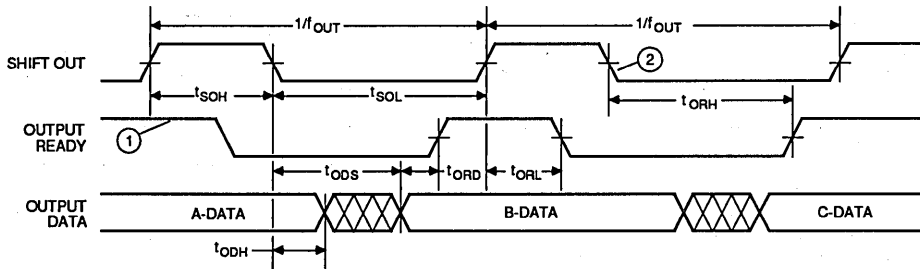 1/fOUT 1/fOUT
SHIFT OUT
2
tSOH tSOL tORH
OUTPUT READY
1
tODS tORD tORL
OUTPUT DATA
A-DATA B-DATA C-DATA
tODH